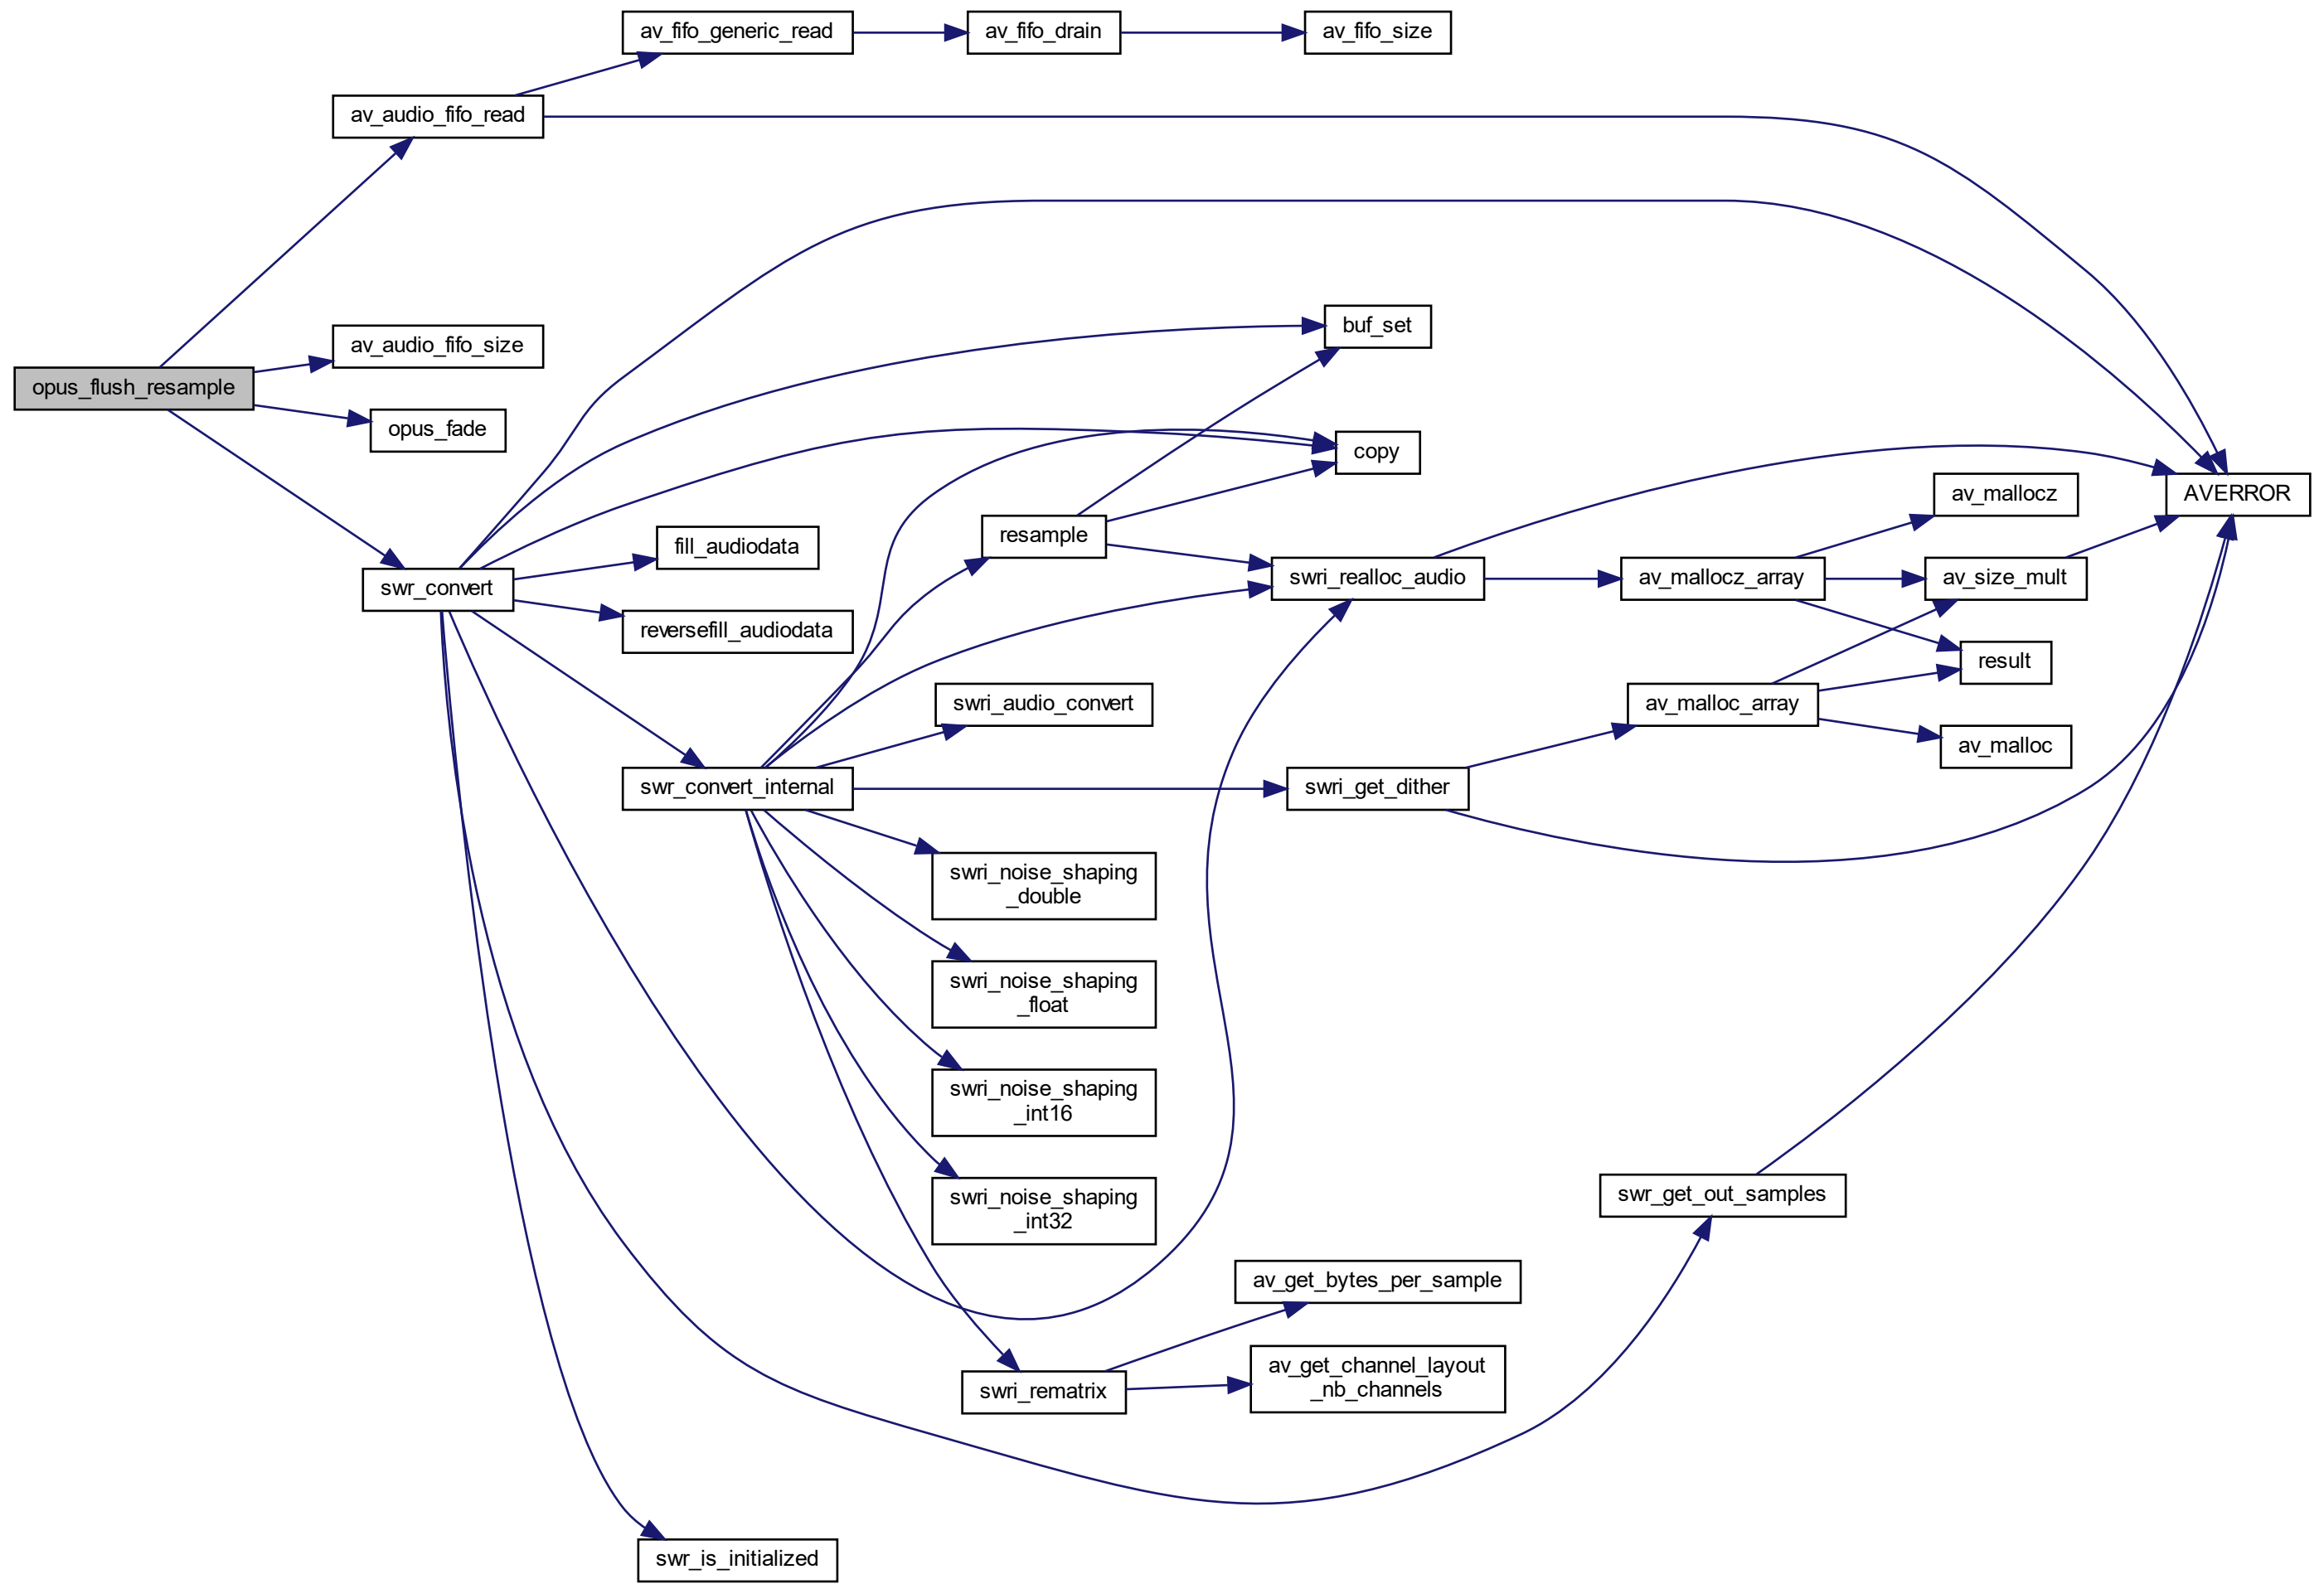 av_fifo_generic_read
av_fifo_drain
av_fifo_size
av_audio_fifo_read
buf_set
av_audio_fifo_size
opus_flush_resample
opus_fade
copy
av_mallocz
AVERROR
resample
fill_audiodata
swr_convert
swri_realloc_audio
av_mallocz_array
av_size_mult
reversefill_audiodata
result
swri_audio_convert
av_malloc_array
av_malloc
swr_convert_internal
swri_get_dither
swri_noise_shaping
_double
swri_noise_shaping
_float
swri_noise_shaping
_int16
swri_noise_shaping
_int32
swr_get_out_samples
av_get_bytes_per_sample
av_get_channel_layout
_nb_channels
swri_rematrix
swr_is_initialized